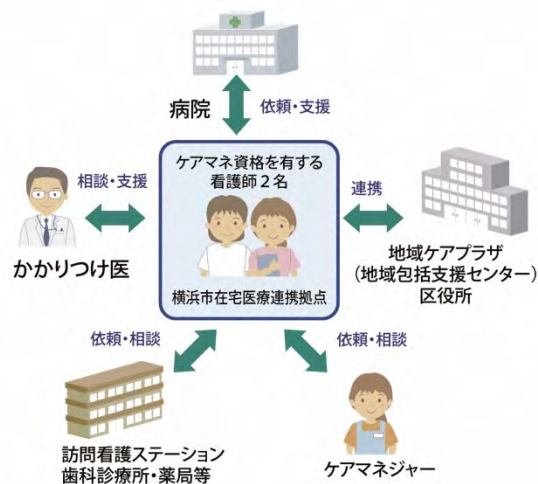 病院
依頼・支援
ケアマネ資格を有する
看護師２名
横浜市在宅医療連携拠点
相談・支援
かかりつけ医
連携
地域ケアプラザ
（地域包括支援センター）
区役所
依頼・相談
訪問看護ステーション
歯科診療所・薬局等
依頼・相談
ケアマネジャー